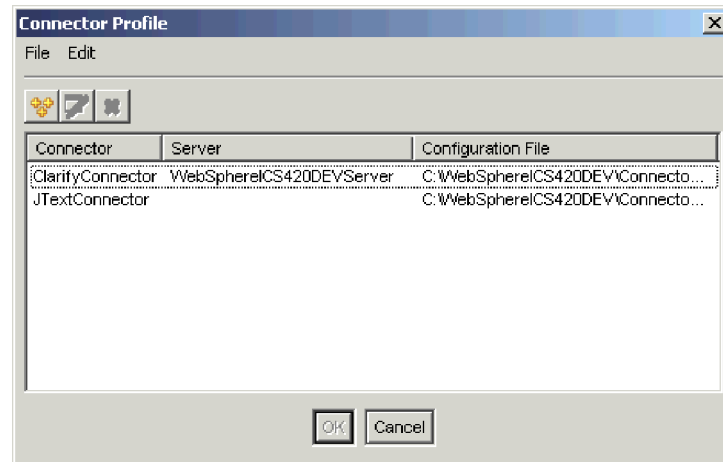 Connector Profile
File Edit
Connector Server Configuration File
ClarifyConnector WebSphereICS420DEVServer C:\WebSphereICS420DEV\Connecto...
JTextConnector C:\WebSphereICS420DEV\Connecto...
OK Cancel